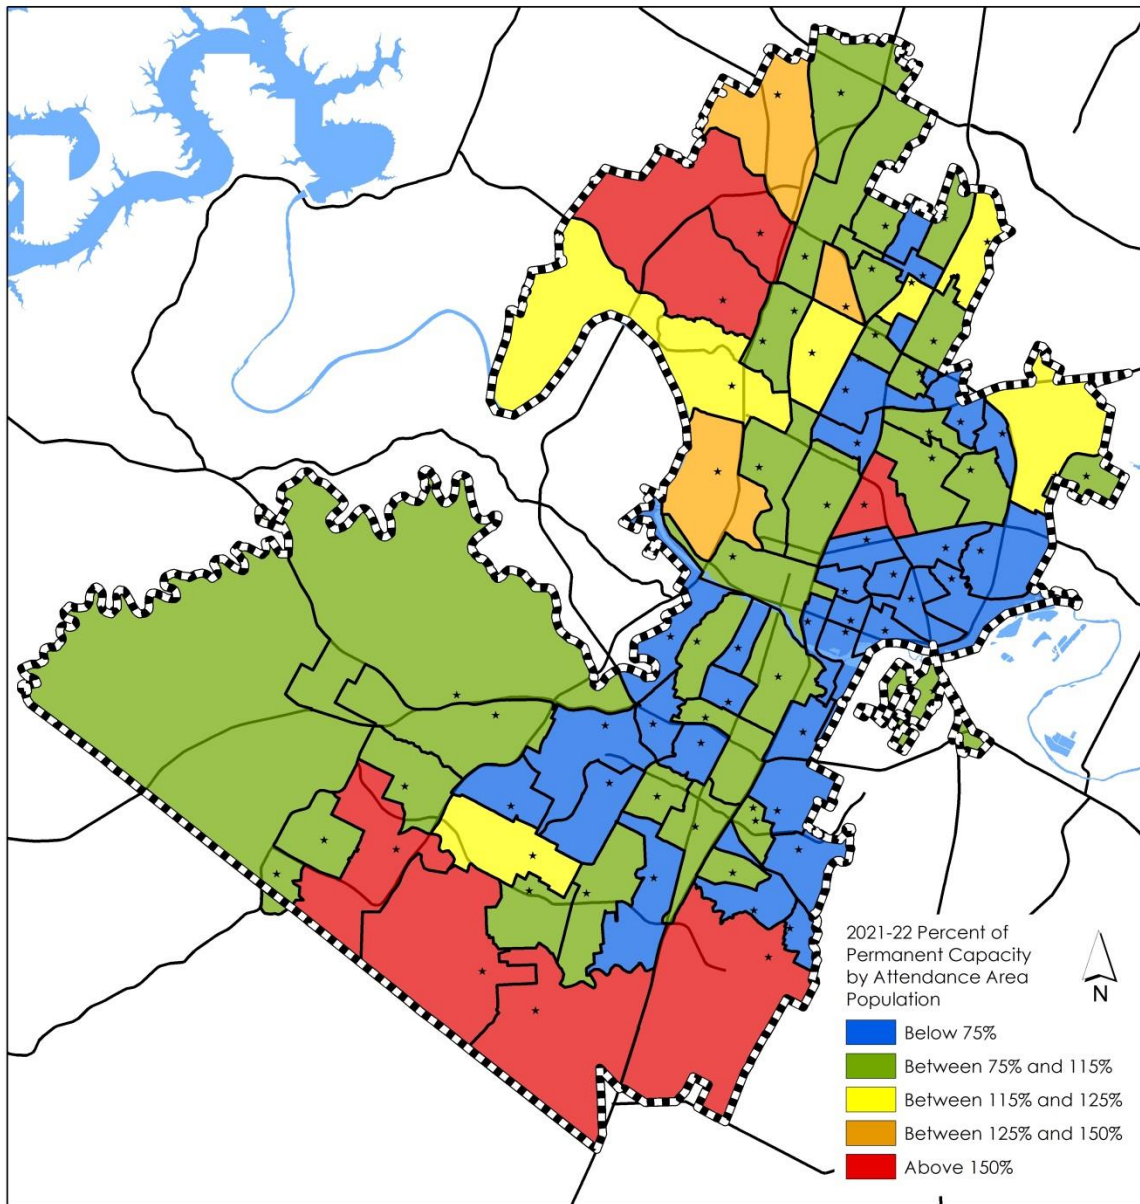 2021-22 Percent of
Permanent Capacity
by Attendance Area
Population
N
Below 75%
Between 75% and 115%
Between 115% and 125%
Between 125% and 150%
Above 150%